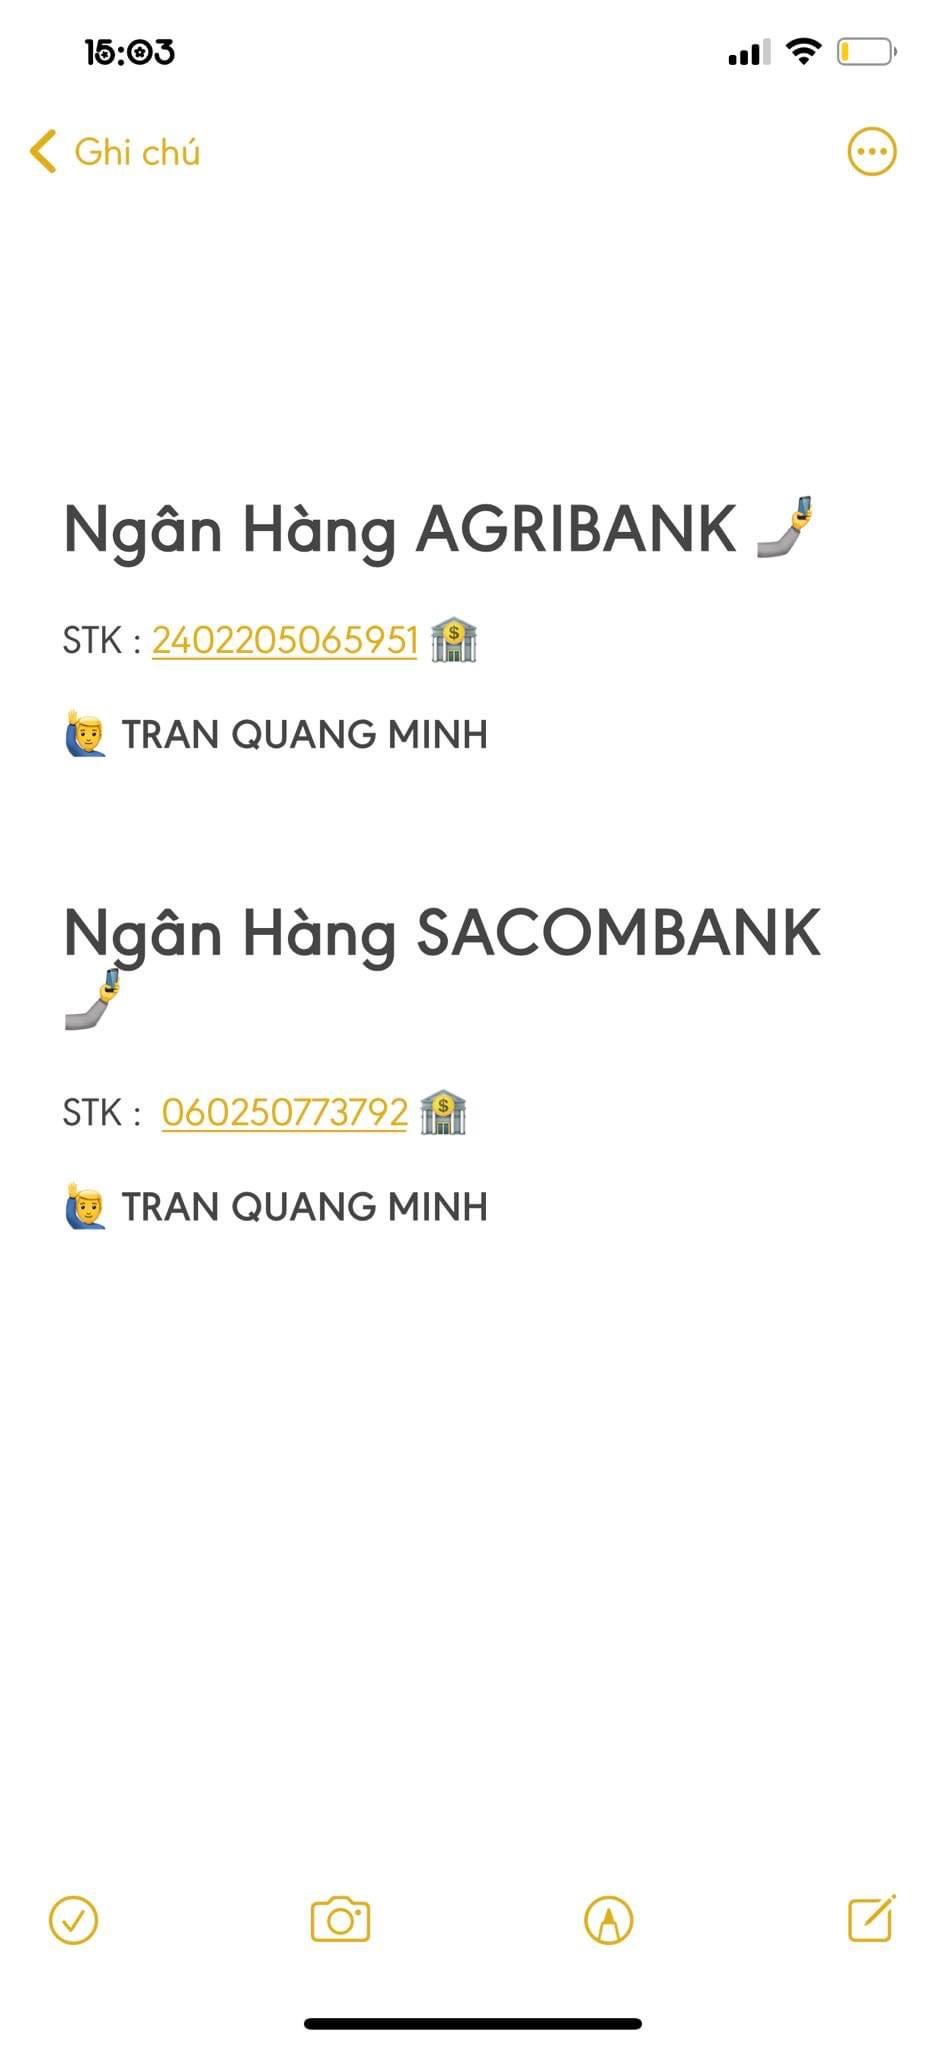 15:03
Ghi chú
Ngân Hàng AGRIBANK 🤳
STK : 2402205065951 🏦
🙋‍♂️ TRAN QUANG MINH
Ngân Hàng SACOMBANK
🤳
STK :  060250773792 🏦
🙋‍♂️ TRAN QUANG MINH